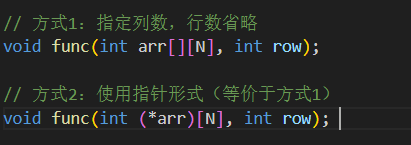 // 方式1：指定列数，行数省略
void func(int arr[][N], int row);
// 方式2：使用指针形式（等价于方式1）
void func(int (*arr)[N], int row);